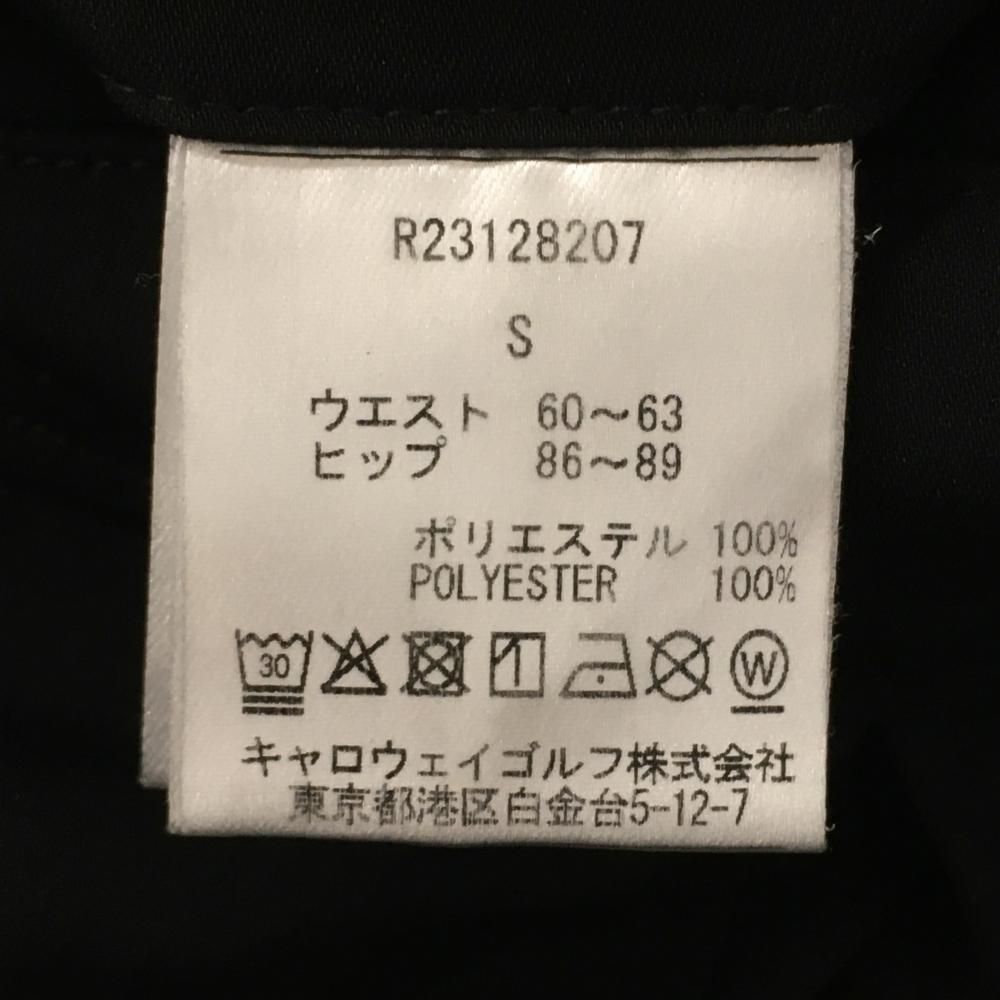 R23128207
S
ウエスト 60～63
ヒップ 86～89
ポリエステル 100%
POLYESTER 100%
30 W
キャロウェイゴルフ株式会社
東京都港区白金台5-12-7